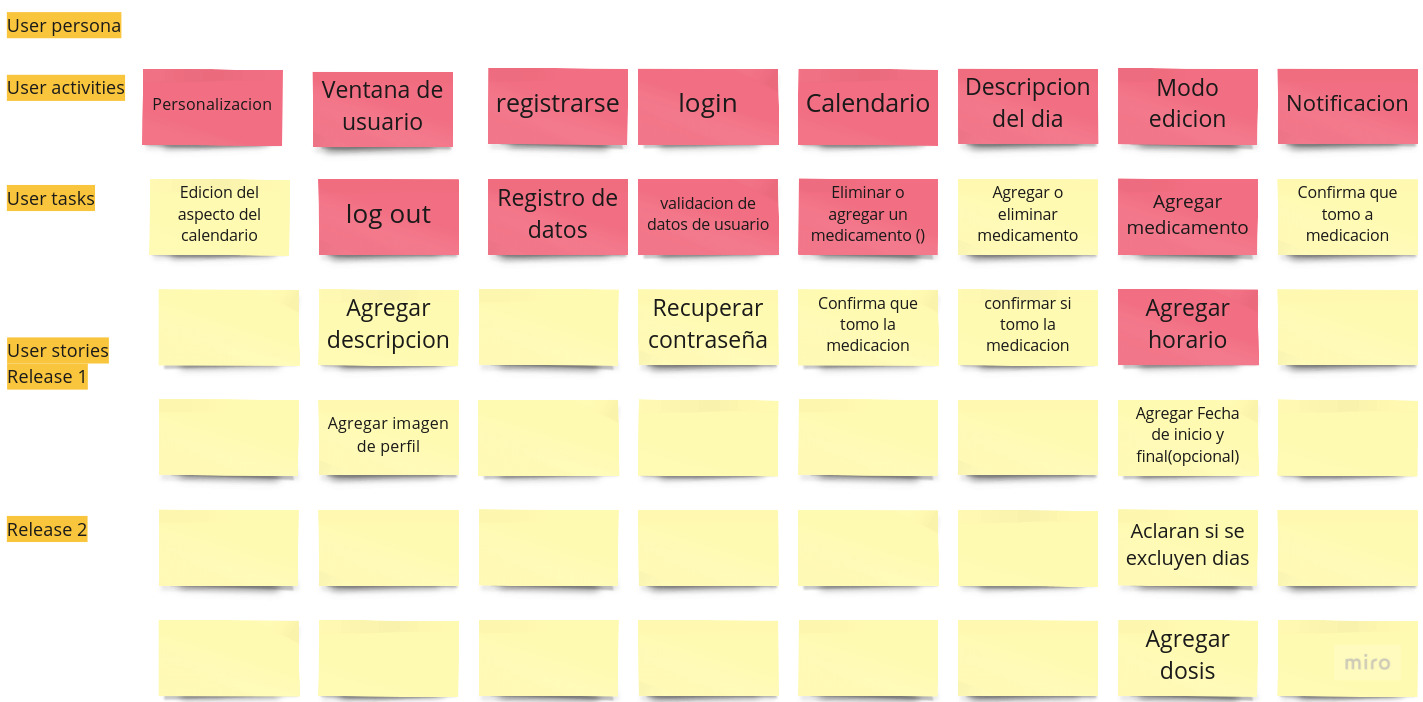 User persona
User activities
Personalizacion
Ventana de
usuario
registrarse
login
Calendario
Descripcion
del dia
Modo
edicion
Notificacion
User tasks
Edicion del
aspecto del
calendario
log out
Registro de
datos
validacion de
datos de usuario
Eliminar o
agregar un
medicamento ()
Agregar o
eliminar
medicamento
Agregar
medicamento
Confirma que
tomo a
medicacion
User stories
Release 1
Agregar
descripcion
Recuperar
contraseña
Confirma que
tomo la
medicacion
confirmar si
tomo la
medicacion
Agregar
horario
Agregar imagen
de perfil
Agregar Fecha
de inicio y
final(opcional)
Release 2
Aclaran si se
excluyen dias
Agregar
dosis
miro